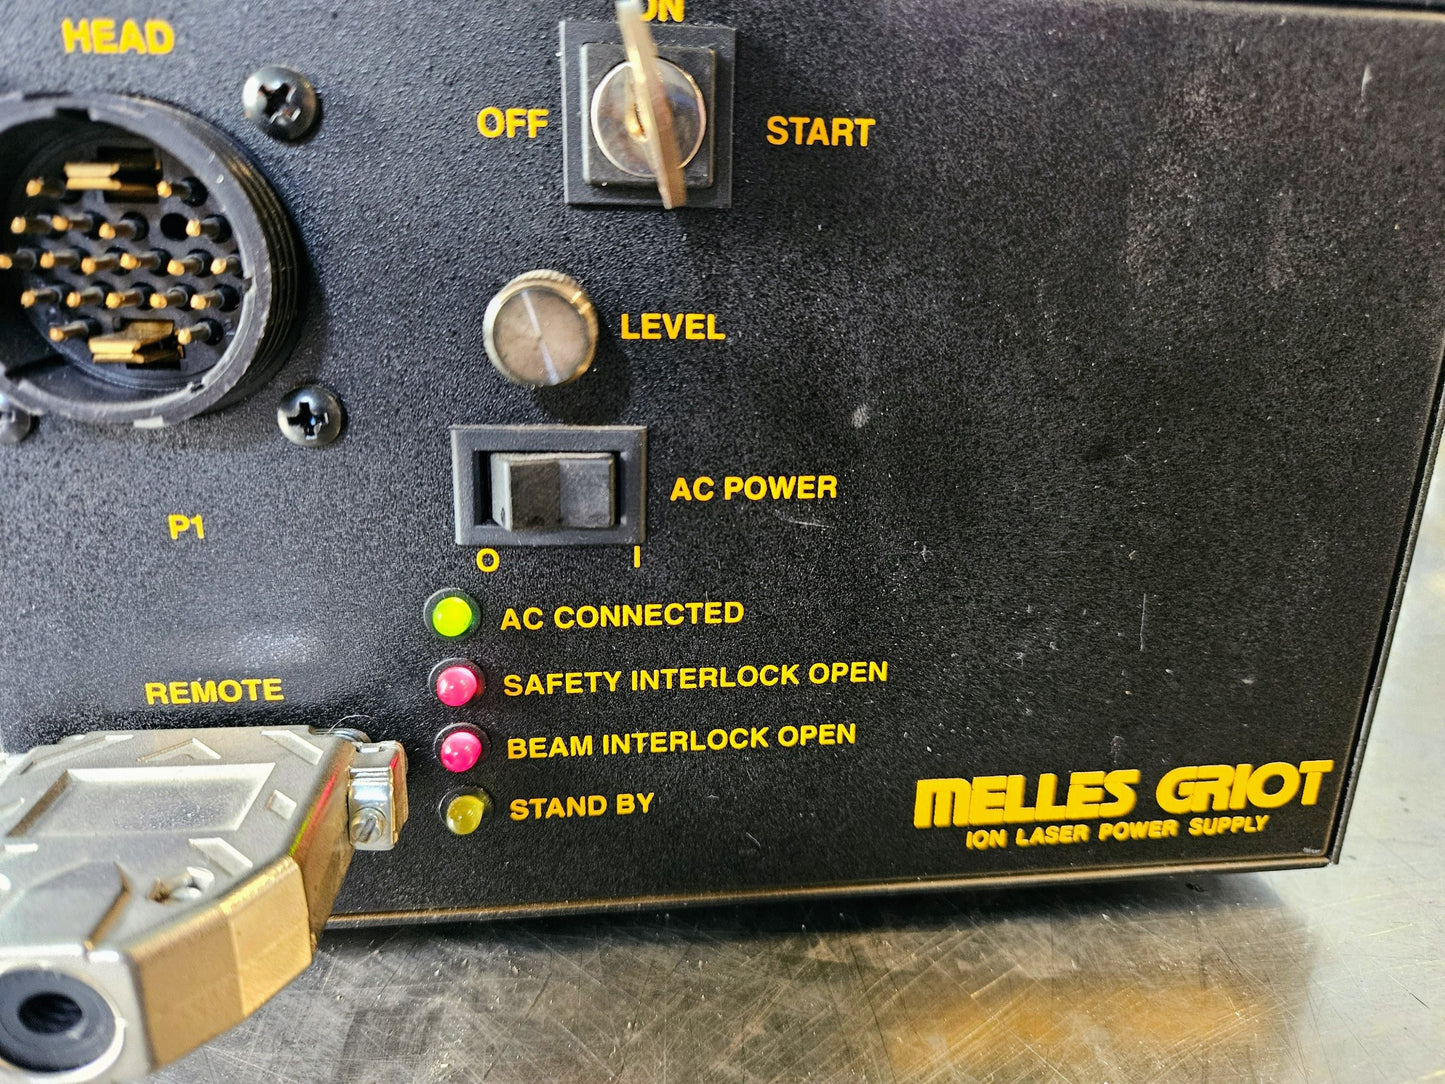 HEAD
ON
OFF
START
LEVEL
AC POWER
O
I
P1
AC CONNECTED
SAFETY INTERLOCK OPEN
REMOTE
BEAM INTERLOCK OPEN
STAND BY
MELLES GRIOT
ION LASER POWER SUPPLY